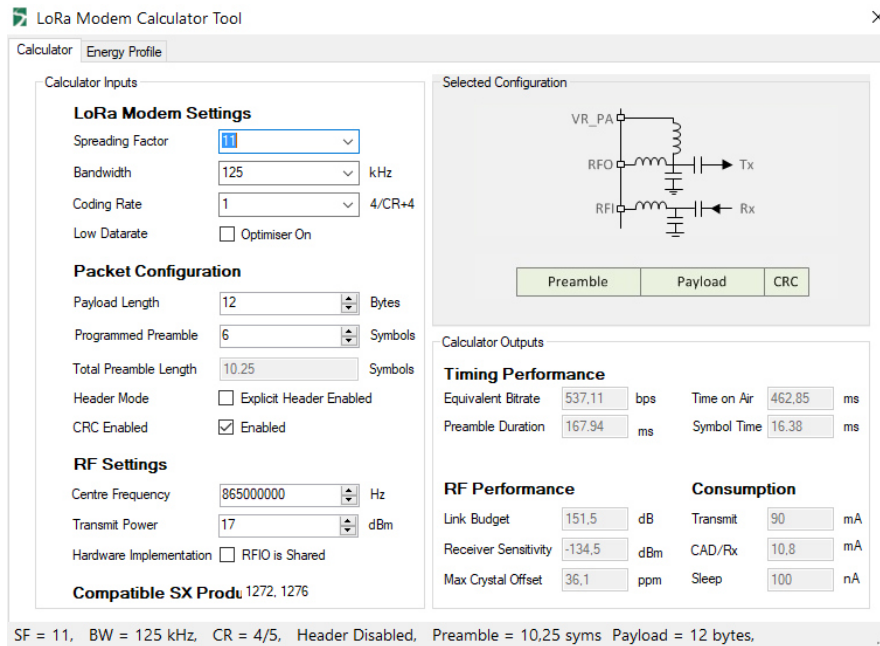 LoRa Modem Calculator Tool
Calculator Energy Profile
Calculator Inputs
LoRa Modem Settings
Spreading Factor 11
Bandwidth 125 kHz
Coding Rate 1 4/CR+4
Low Datarate Optimiser On
Packet Configuration
Payload Length 12 Bytes
Programmed Preamble 6 Symbols
Total Preamble Length 10.25 Symbols
Header Mode Explicit Header Enabled
CRC Enabled Enabled
RF Settings
Centre Frequency 865000000 Hz
Transmit Power 17 dBm
Hardware Implementation RFIO is Shared
Compatible SX Produ 1272, 1276
Selected Configuration
VR_PA
RFO Tx
RFI Rx
Preamble Payload CRC
Calculator Outputs
Timing Performance
Equivalent Bitrate 537,11 bps Time on Air 462,85 ms
Preamble Duration 167.94 ms Symbol Time 16.38 ms
RF Performance Consumption
Link Budget 151,5 dB Transmit 90 mA
Receiver Sensitivity -134,5 dBm CAD/Rx 10,8 mA
Max Crystal Offset 36,1 ppm Sleep 100 nA
SF = 11, BW = 125 kHz, CR = 4/5, Header Disabled, Preamble = 10,25 syms Payload = 12 bytes,